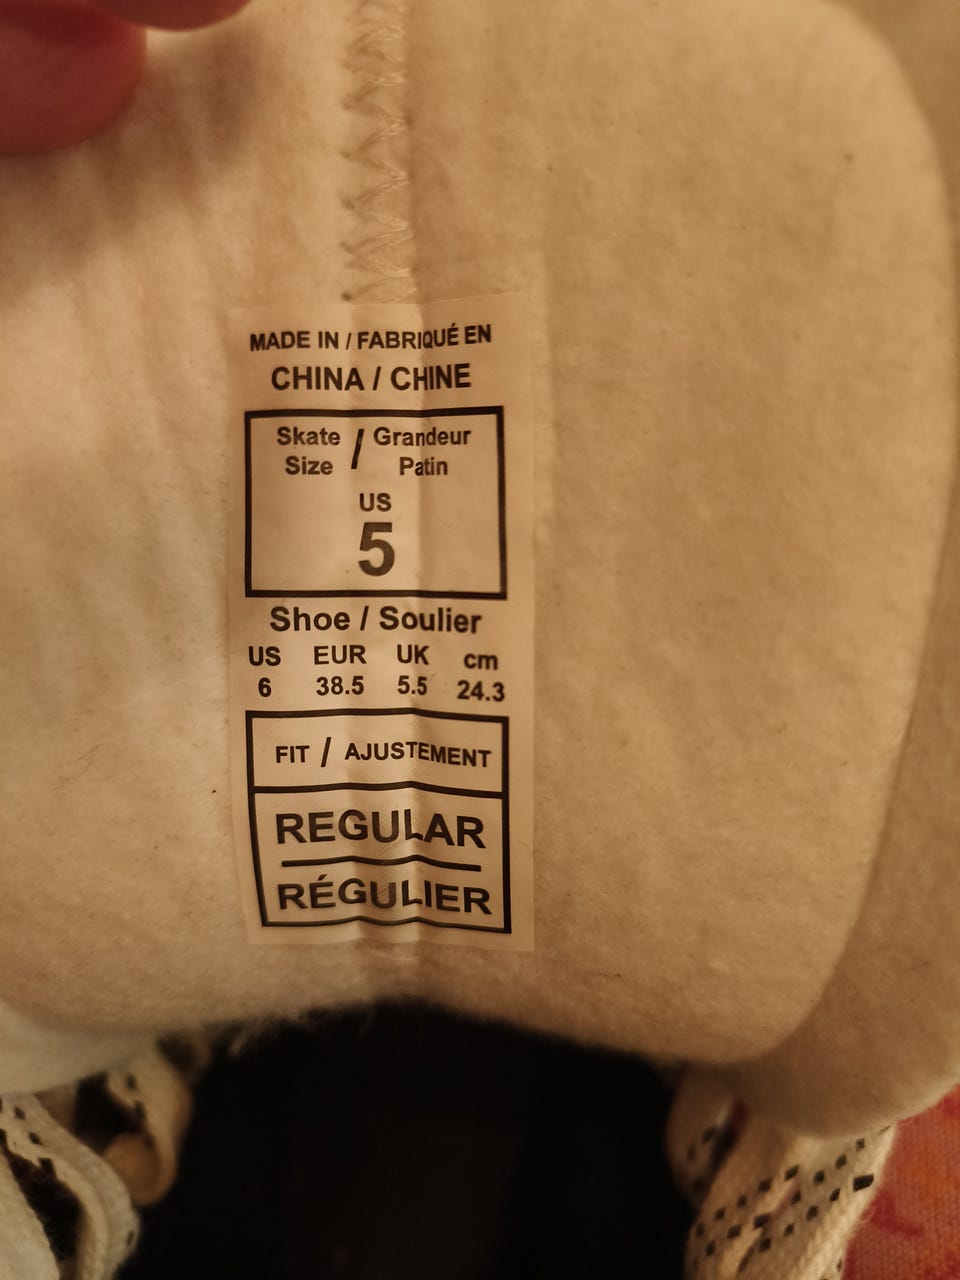 MADE IN / FABRIQUÉ EN
CHINA / CHINE
Skate / Grandeur
Size Patin
US
5
Shoe / Soulier
US EUR UK cm
6 38.5 5.5 24.3
FIT / AJUSTEMENT
REGULAR
RÉGULIER